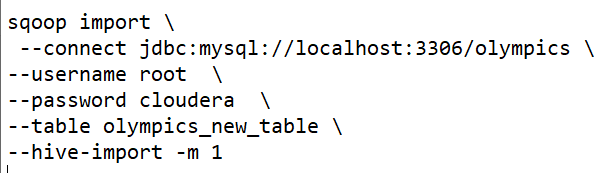 sqoop import \
 --connect jdbc:mysql://localhost:3306/olympics \
--username root  \
--password cloudera  \
--table olympics_new_table \
--hive-import -m 1